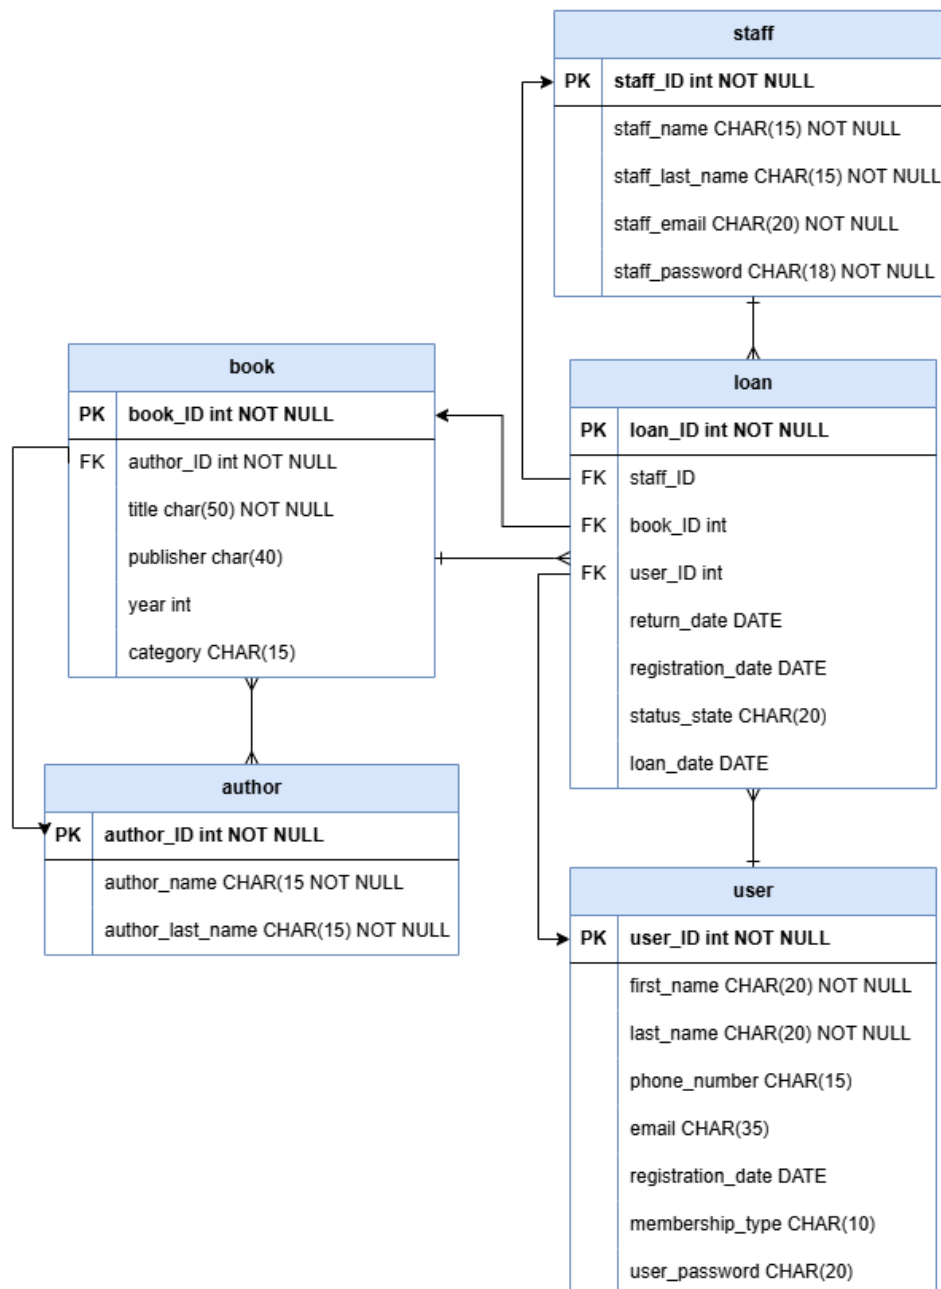 staff
PK staff_ID int NOT NULL
staff_name CHAR(15) NOT NULL
staff_last_name CHAR(15) NOT NULL
staff_email CHAR(20) NOT NULL
staff_password CHAR(18) NOT NULL
book
PK book_ID int NOT NULL
FK author_ID int NOT NULL
title char(50) NOT NULL
publisher char(40)
year int
category CHAR(15)
loan
PK loan_ID int NOT NULL
FK staff_ID
FK book_ID int
FK user_ID int
return_date DATE
registration_date DATE
status_state CHAR(20)
loan_date DATE
author
PK author_ID int NOT NULL
author_name CHAR(15 NOT NULL
author_last_name CHAR(15) NOT NULL
user
PK user_ID int NOT NULL
first_name CHAR(20) NOT NULL
last_name CHAR(20) NOT NULL
phone_number CHAR(15)
email CHAR(35)
registration_date DATE
membership_type CHAR(10)
user_password CHAR(20)